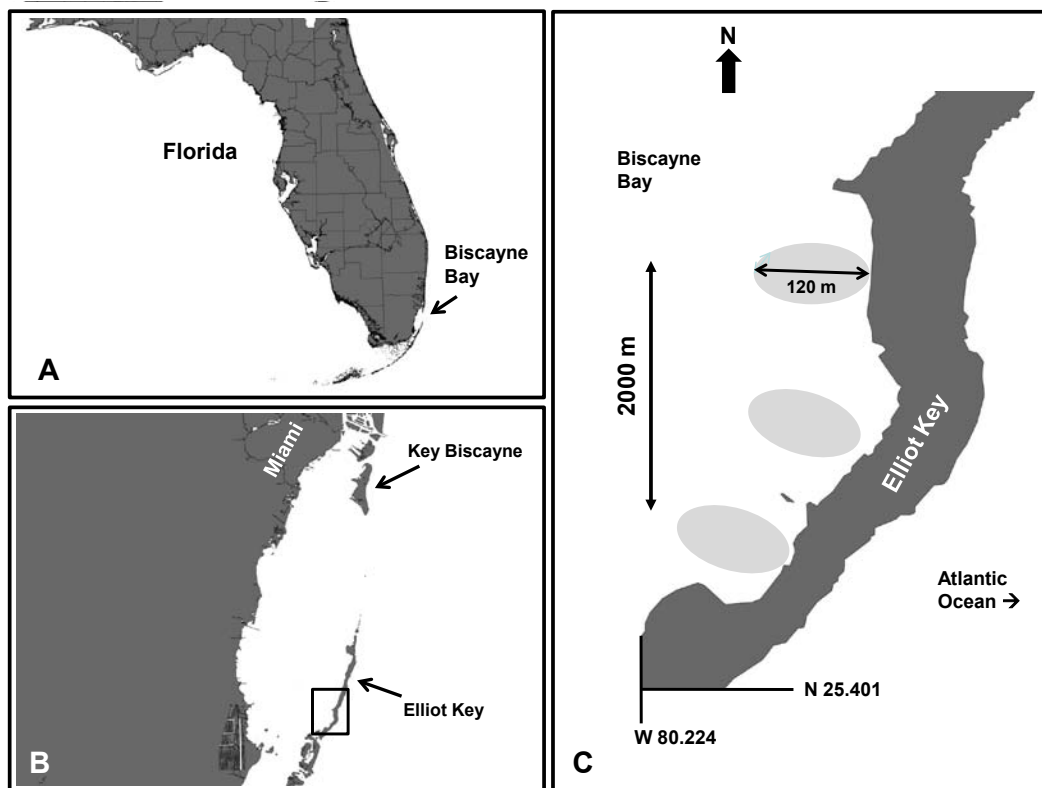 Florida
Biscayne
Bay
A
Miami
Key Biscayne
Elliot Key
B
N
Biscayne
Bay
120 m
2000 m
Elliot Key
Atlantic
Ocean →
N 25.401
W 80.224
C